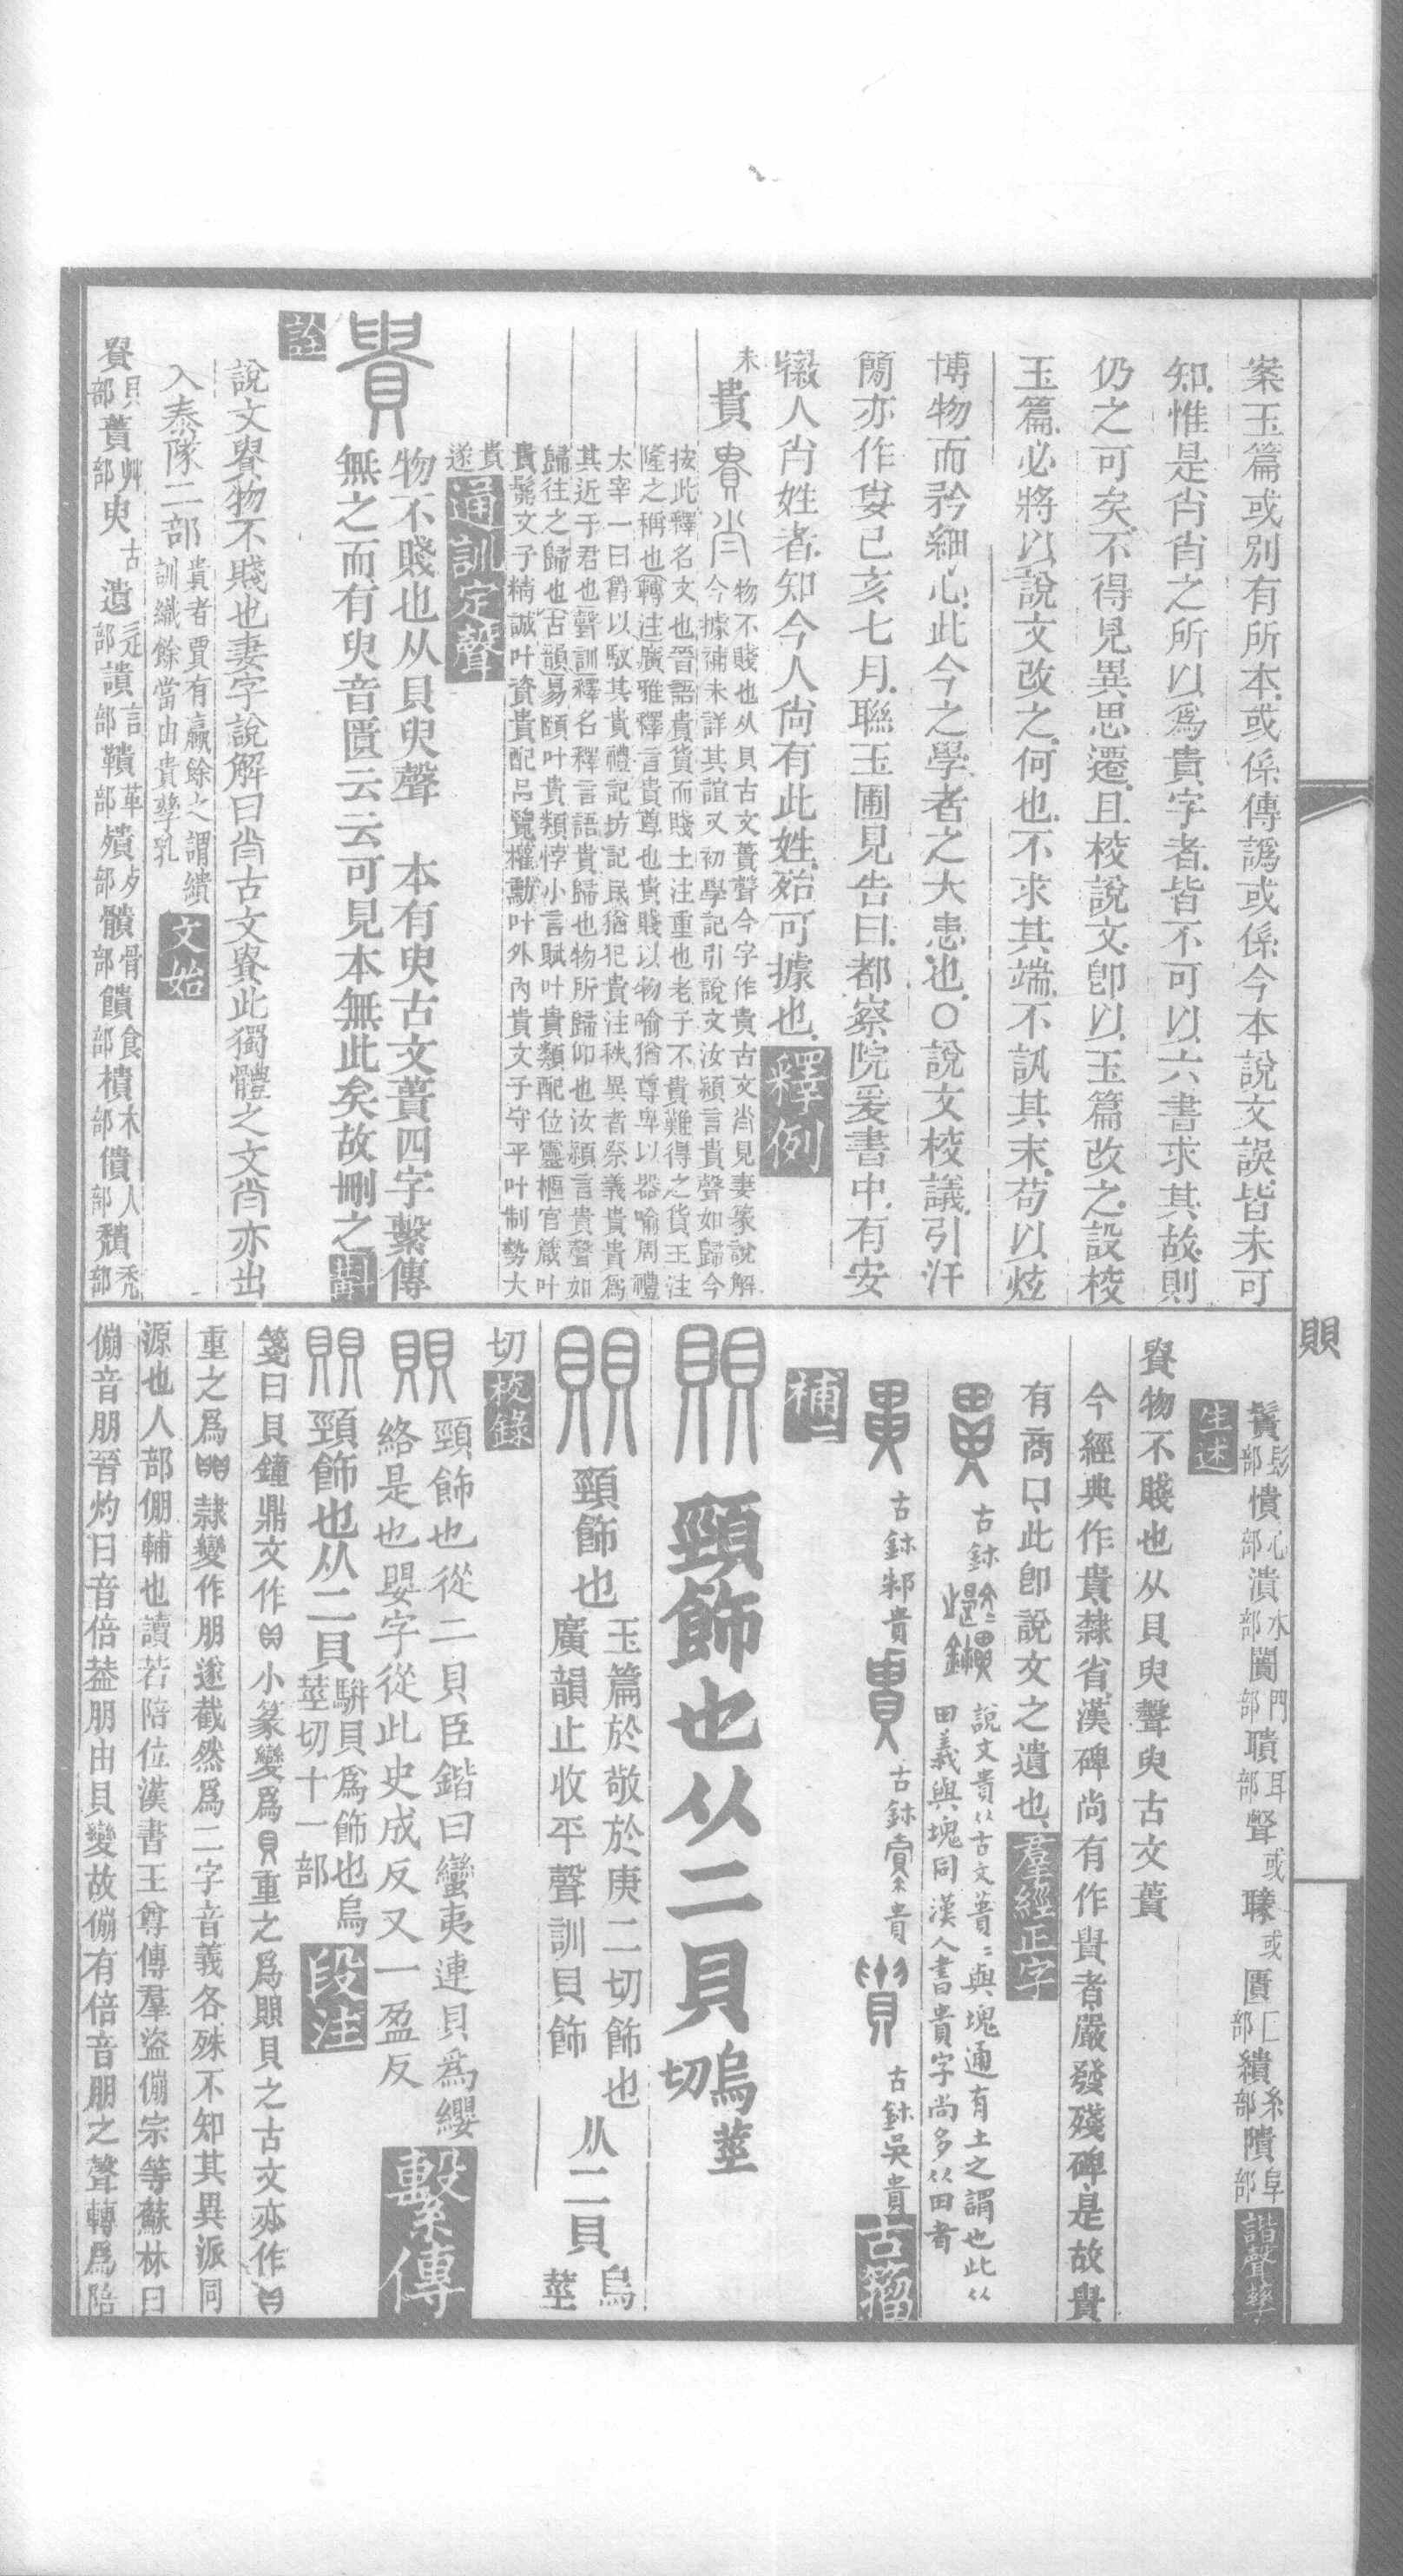 案玉篇或別有所本或係傳譌或係今本說文誤皆未可
知惟是㞷㞷之所以爲貴字者皆不可以六書求其故則
仍之可矣不得見異思遷且校說文卽以玉篇改之設校
玉篇必將以說文改之何也不求其端不訊其末苟以炫
博物而矜細心此今之學者之大患也○說文校議引汗
簡亦作㝅己亥七月聯玉圃見告曰都察院爰書中有安
徽人姓者知今人尙有此姓殆可據也釋例
未
貴
物不賤也从貝古文蕢聲今字作貴古文見妻篆說解
今據補未詳其誼又初學記引說文汝潁言貴聲如歸今
按此釋名文也晉語貴貨而賤土注重也老子不貴難得之貨王注
隆之稱也轉注廣雅釋言貴尊也貴賤以物喻猶尊卑以器喻周禮
太宰一曰爵以馭其貴禮記坊記民猶犯貴注秩異者祭義貴貴爲
其近于君也聲訓釋名釋言語貴歸也物所歸仰也汝潁言貴聲如
歸往之歸也古韻易頤叶貴類悖小言賦叶貴類配位靈樞官箴叶
貴鬄文子精誠叶資貴配呂覽權勳叶外內貴文子守平叶制勢大
貴
遂
通訓定聲
物不賤也从貝臾聲 本有臾古文蕢四字繫傳
無之而有臾音匱云云可見本無此矣故刪之斠
詮
說文䝿物不賤也妻字說解曰古文䝿此獨體之文亦出
入泰隊二部貴者賈有贏餘之謂繢
訓織餘當由貴孳乳
文始
䝿貝部蕢艸部臾古遺辵部讃言部鞼革部殨歺部髖骨部饋食部樻木部僓人部穨禿部
鬢髟部憒心部潰水部闠門部聵耳部聲或或匱匚部繢糸部隤阜部諧聲孳
生述
䝿物不賤也从貝臾聲臾古文蕢
今經典作貴隸省漢碑尚有作貴者嚴發殘碑是故貴
有商口此卽說文之遺也羣經正字
古鉨
說文貴从古文蕢蕢與塊通有土之謂也此从
田義與塊同漢人書貴字尚多从田者
古鉨邾貴
古鉨貴
古鉨吳貴
古籀
補
賏 頸飾也从二貝烏莖切
賏 頸飾也玉篇於敬於庚二切飾也
廣韻止收平聲訓貝飾
从二貝烏莖
切校錄
賏 頸飾也從二貝臣鍇曰蠻夷連貝爲纓
絡是也嬰字從此史成反又一盈反
繫傳
賏 頸飾也从二貝駢貝爲飾也烏
莖切十一部
段注
箋曰貝鐘鼎文作小篆變爲貝重之爲賏貝之古文亦作
重之爲隸變作朋遂截然爲二字音義各殊不知其異派同
源也人部倗輔也讀若陪位漢書王尊傳羣盜傰宗等蘇林曰
傰音朋晉灼曰音倍葢朋由貝變故傰有倍音朋之聲轉爲陪
賏